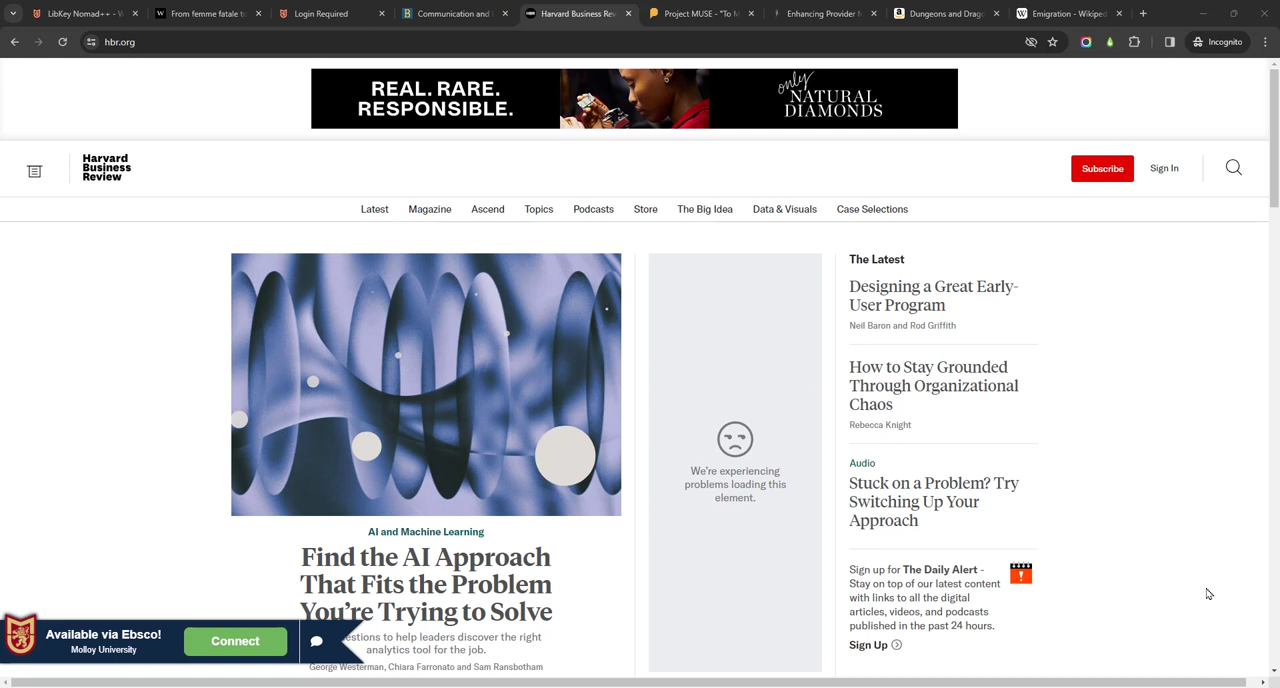 LibKey Nomad++ - W
From femme fatale to
Login Required
Communication and
Harvard Business Rev
Project MUSE - "To M
Enhancing Provider
Dungeons and Drag
Emigration - Wikiped
hbr.org
Incognito
REAL. RARE.
RESPONSIBLE.
only
NATURAL
DIAMONDS
Harvard
Business
Review
Subscribe
Sign In
Latest
Magazine
Ascend
Topics
Podcasts
Store
The Big Idea
Data & Visuals
Case Selections
AI and Machine Learning
Find the AI Approach
That Fits the Problem
You're Trying to Solve
estions to help leaders discover the right
analytics tool for the job.
George Westerman, Chiara Farronato and Sam Ransbotham
We're experiencing
problems loading this
element.
The Latest
Designing a Great Early-
User Program
Neil Baron and Rod Griffith
How to Stay Grounded
Through Organizational
Chaos
Rebecca Knight
Audio
Stuck on a Problem? Try
Switching Up Your
Approach
Sign up for The Daily Alert -
Stay on top of our latest content
with links to all the digital
articles, videos, and podcasts
published in the past 24 hours.
Sign Up
Available via Ebsco!
Molloy University
Connect